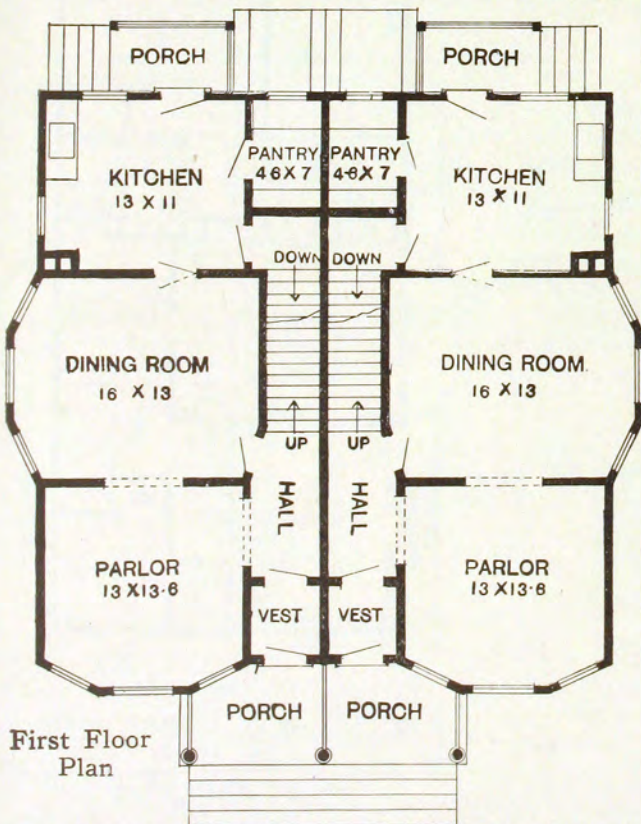 PORCH
PORCH
PANTRY
4 6 X 7
PANTRY
4-6 X 7
KITCHEN
13 X 11
KITCHEN
13 X 11
DOWN
DOWN
DINING ROOM
16 X 13
DINING ROOM.
16 X 13
UP
UP
HALL
HALL
PARLOR
13 X 13-6
PARLOR
13 X 13-6
VEST
VEST
PORCH
PORCH
First Floor
Plan